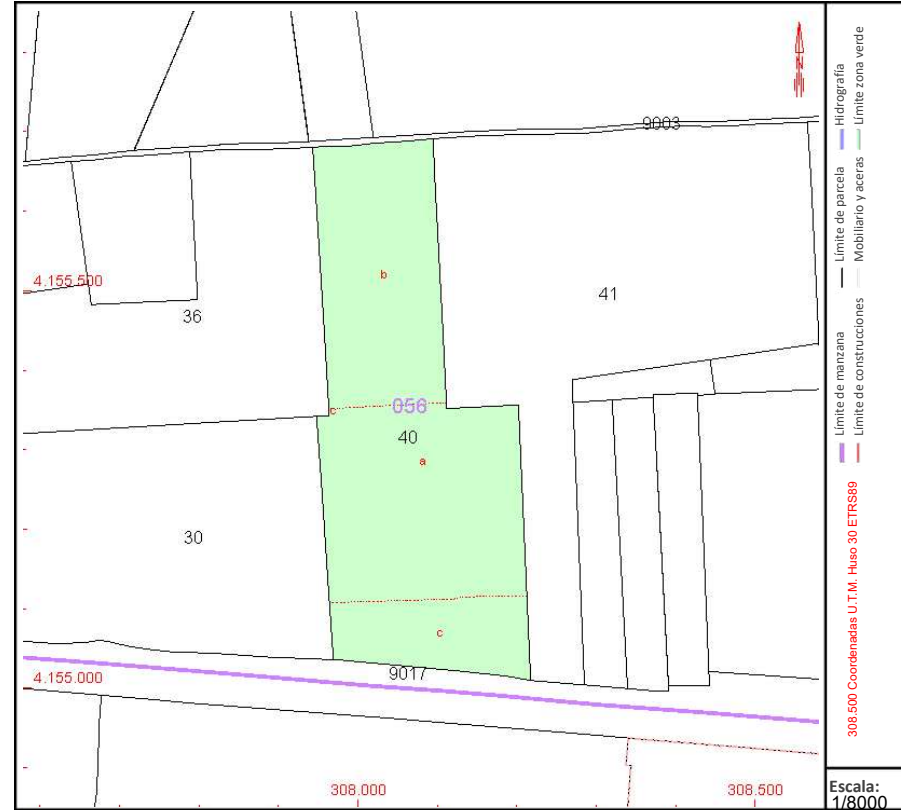 9003
4.155.500
b
41
36
c
056
40
a
30
c
9017
4.155.000
308.000
308.500
N
Límite de manzana
Límite de parcela
Hidrografía
Límite de construcciones
Mobiliario y aceras
Límite zona verde
308.500 Coordenadas U.T.M. Huso 30 ETRS89
Escala:
1/8000